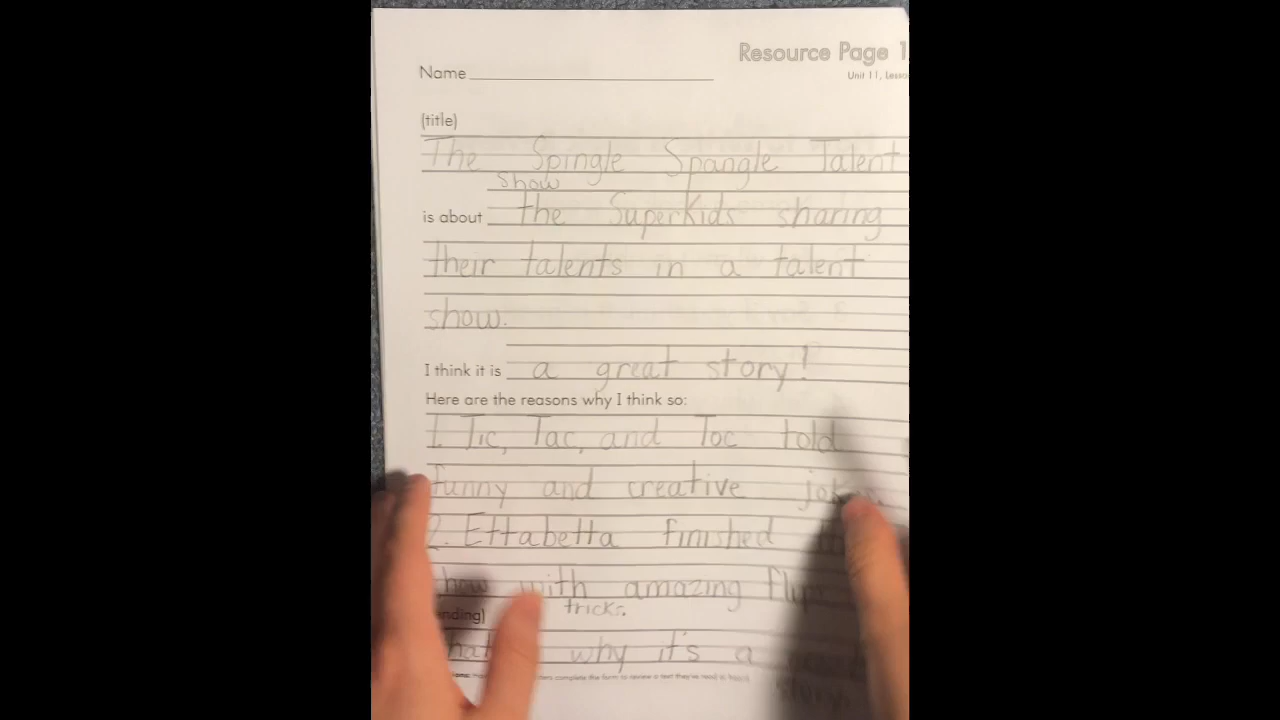 Resource Page 1
Unit 11,
Name
(title)
The Spingle Spangle Talent
Show
is about the Superkids sharing
their talents in a talent
show.
I think it is a great story!
Here are the reasons why I think so:
1. Tic, Tac, and Toc told
funny and creative
2. Ettabetta finished
with amazing
tricks.
why it's a
story.